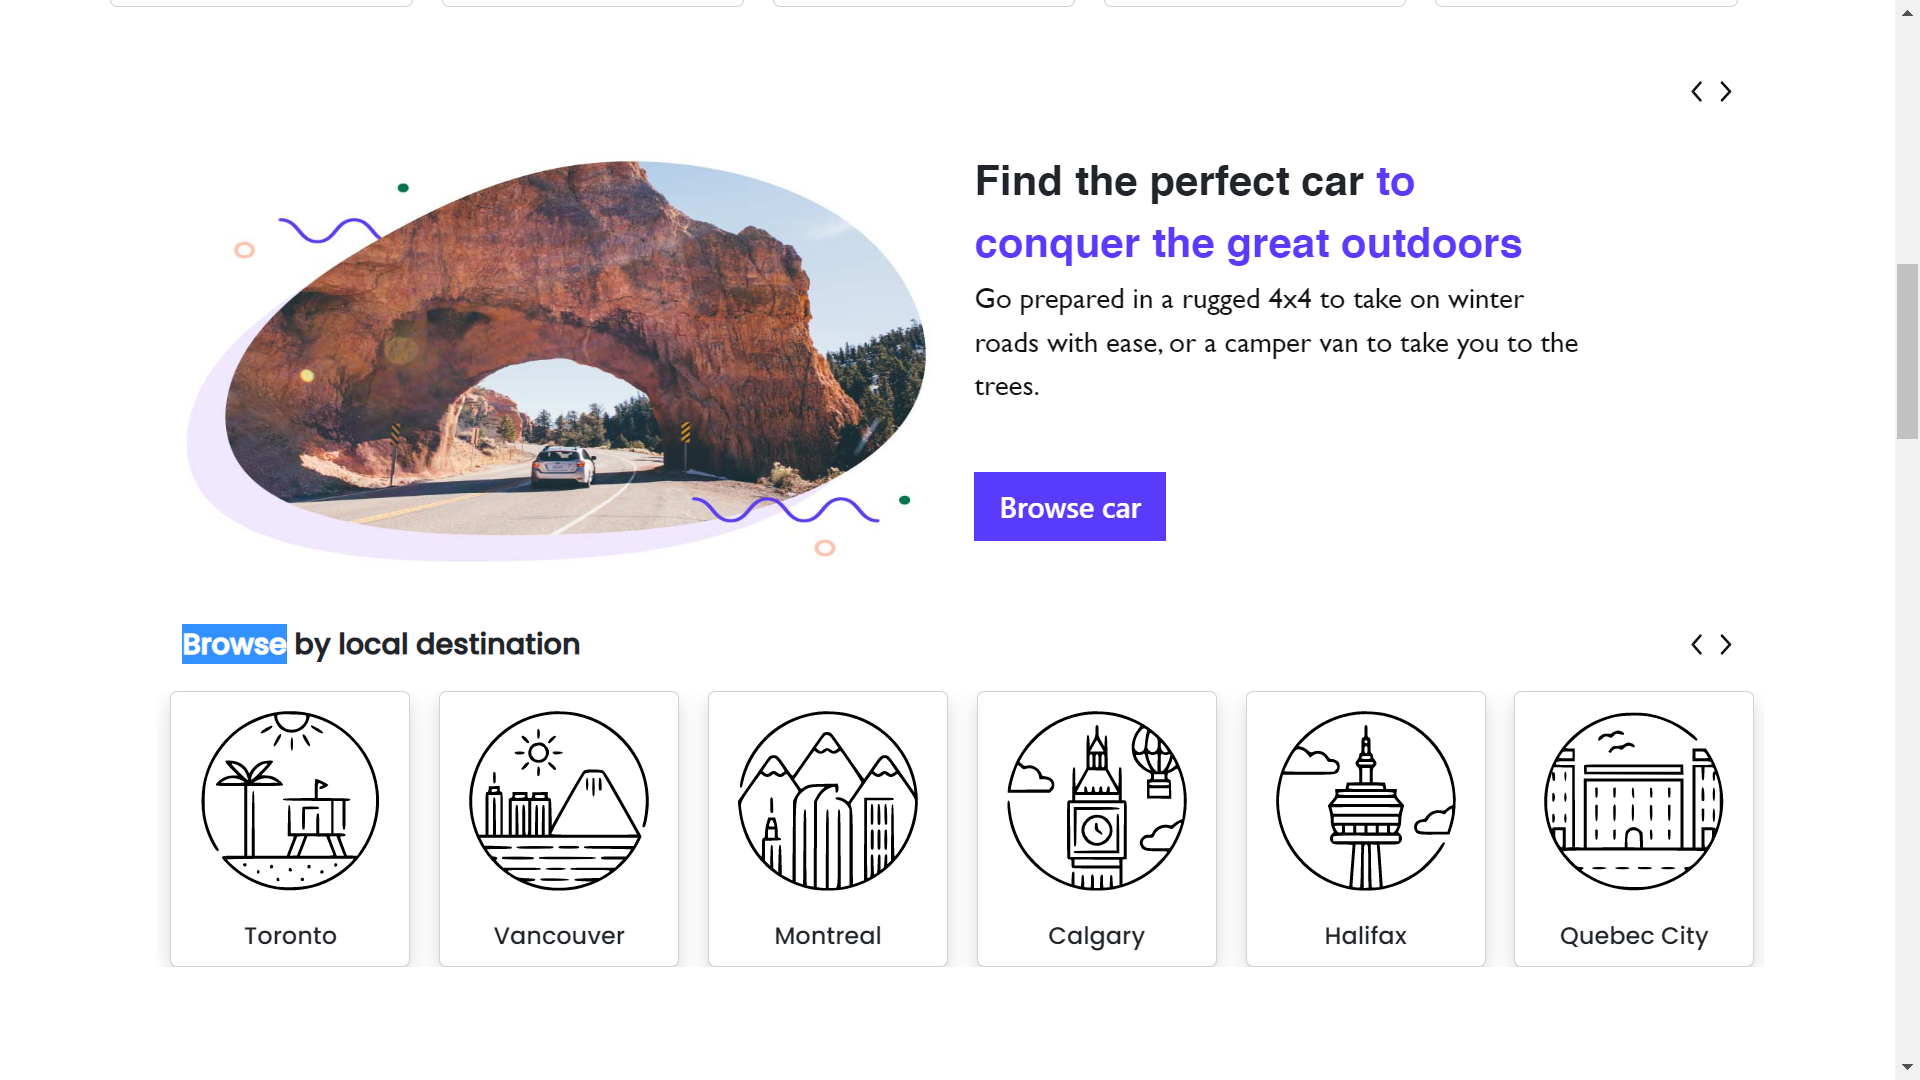 Find the perfect car to
conquer the great outdoors
Go prepared in a rugged 4x4 to take on winter
roads with ease, or a camper van to take you to the
trees.
Browse car
Browse by local destination
Toronto
Vancouver
Montreal
Calgary
Halifax
Quebec City